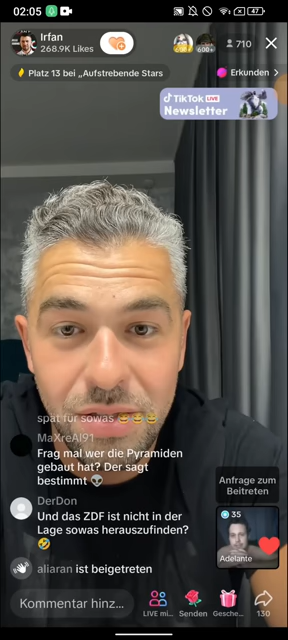 02:05
47
Irfan
268.9K Likes
600+
710
Platz 13 bei „Aufstrebende Stars
Erkunden >
TikTok LIVE
Newsletter
spät für sowas
MaXreAl91
Frag mal wer die Pyramiden
gebaut hat? Der sagt
bestimmt
DerDon
Und das ZDF ist nicht in der
Lage sowas herauszufinden?
aliaran ist beigetreten
Anfrage zum
Beitreten
35
Adelante
Kommentar hinz...
LIVE mi...
Senden
Gesche...
130